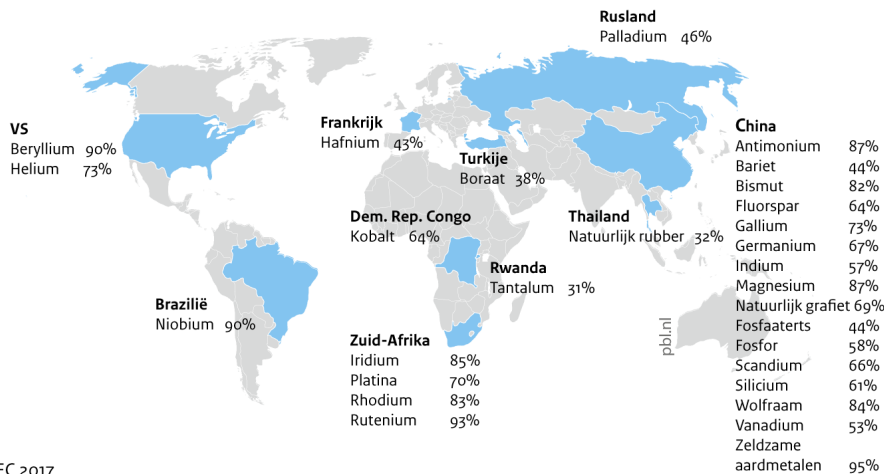 Rusland
Palladium 46%
VS
Beryllium 90%
Helium 73%
Frankrijk
Hafnium 43%
Turkije
Boraat 38%
Dem. Rep. Congo
Kobalt 64%
Thailand
Natuurlijk rubber 32%
Rwanda
Tantalum 31%
Brazilië
Niobium 90%
Zuid-Afrika
Iridium 85%
Platina 70%
Rhodium 83%
Rutenium 93%
China
Antimonium 87%
Bariet 44%
Bismut 82%
Fluorspar 64%
Gallium 73%
Germanium 67%
Indium 57%
Magnesium 87%
Natuurlijk grafiet 69%
Fosfaaterts 44%
Fosfor 58%
Scandium 66%
Silicium 61%
Wolfraam 84%
Vanadium 53%
Zeldzame
aardmetalen 95%
pbl.nl
EC 2017